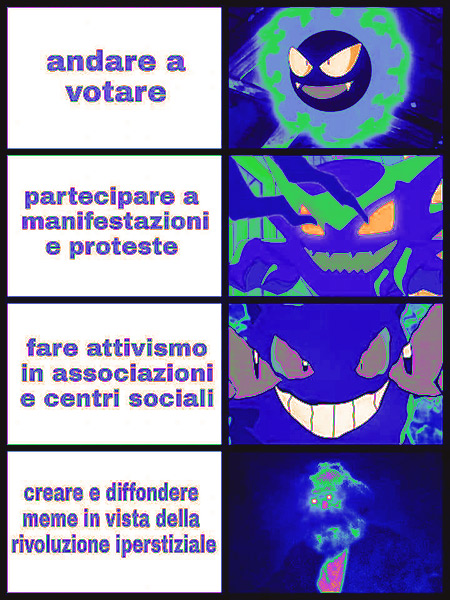 andare a
votare
partecipare a
manifestazioni
e proteste
fare attivismo
in associazioni
e centri sociali
creare e diffondere
meme in vista della
rivoluzione iperstiziale